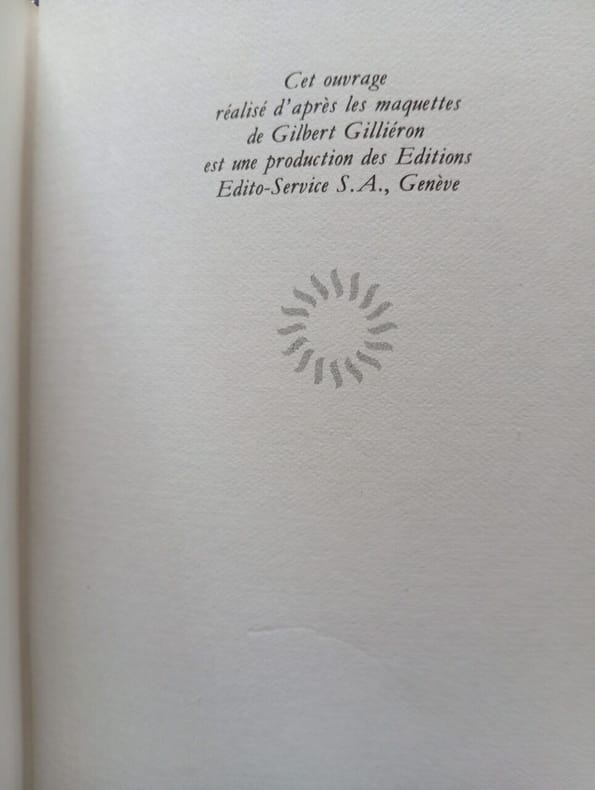 Cet ouvrage
réalisé d'après les maquettes
de Gilbert Gilliéron
est une production des Editions
Edito-Service S.A., Genève